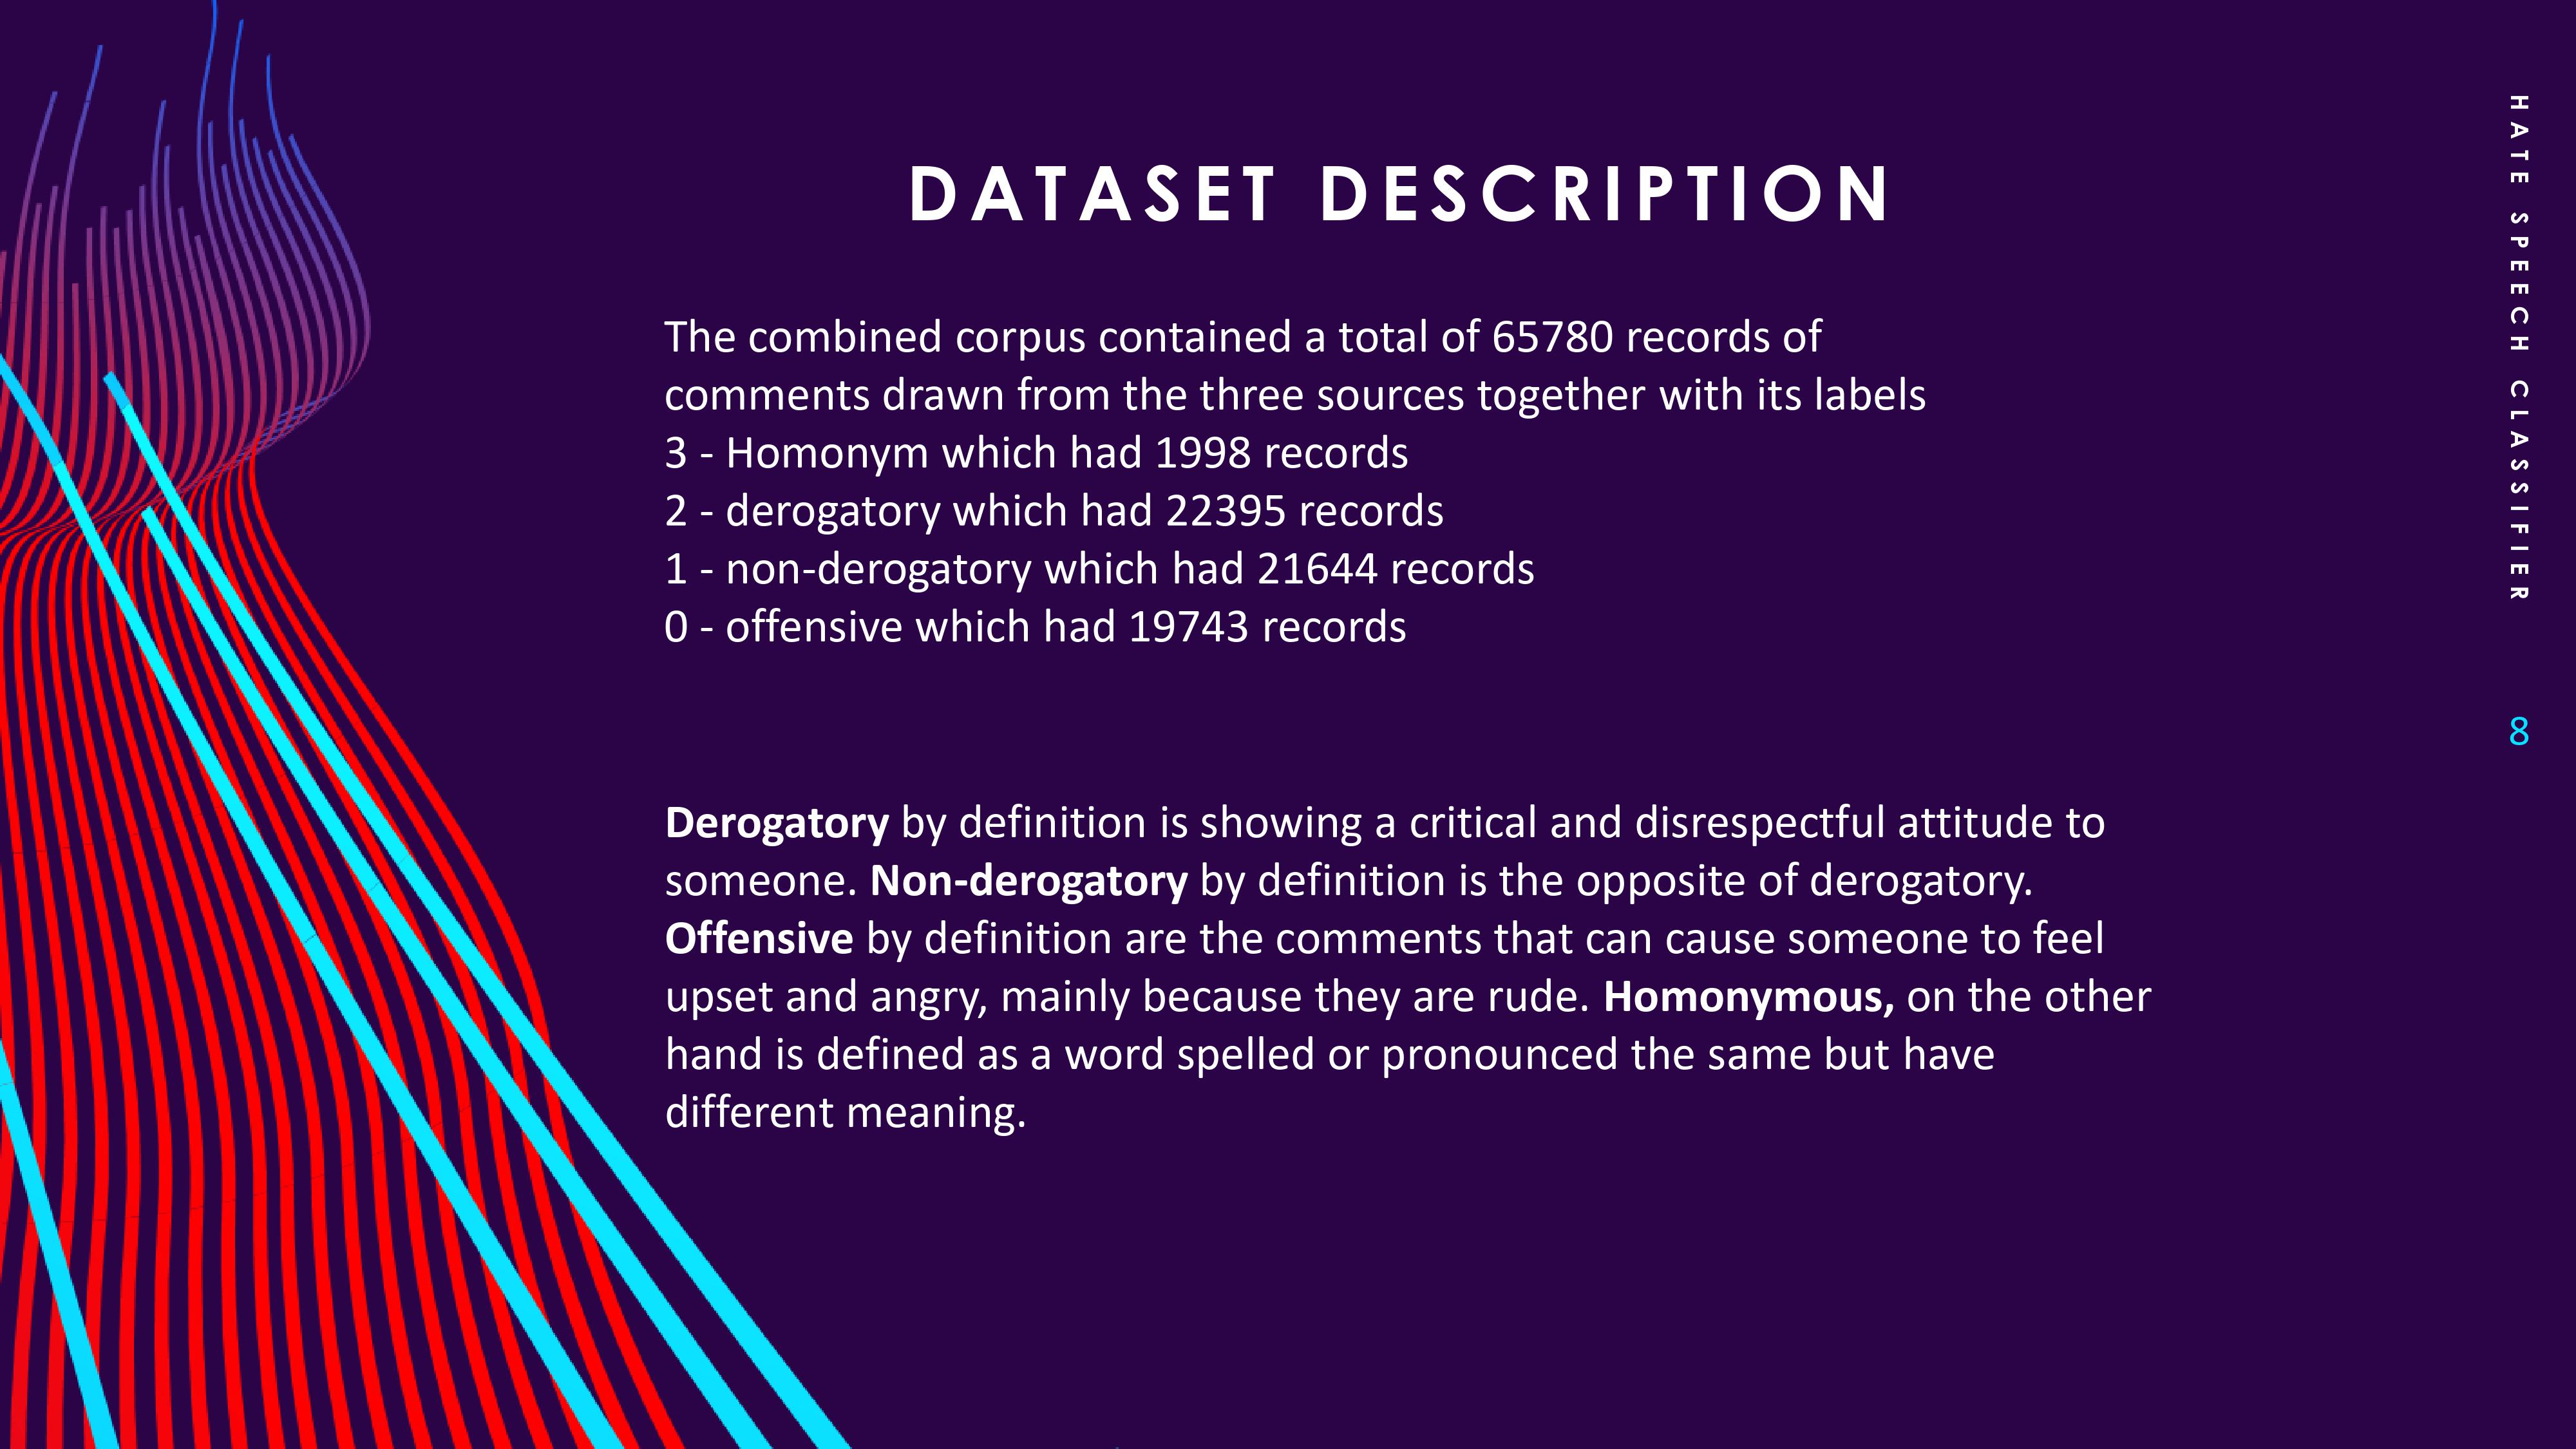 DATASET DESCRIPTION
The combined corpus contained a total of 65780 records of
comments drawn from the three sources together with its labels
3 - Homonym which had 1998 records
2 - derogatory which had 22395 records
1 - non-derogatory which had 21644 records
0 - offensive which had 19743 records
Derogatory by definition is showing a critical and disrespectful attitude to
someone. Non-derogatory by definition is the opposite of derogatory.
Offensive by definition are the comments that can cause someone to feel
upset and angry, mainly because they are rude. Homonymous, on the other
hand is defined as a word spelled or pronounced the same but have
different meaning.
HATE SPEECH CLASSIFIER
8